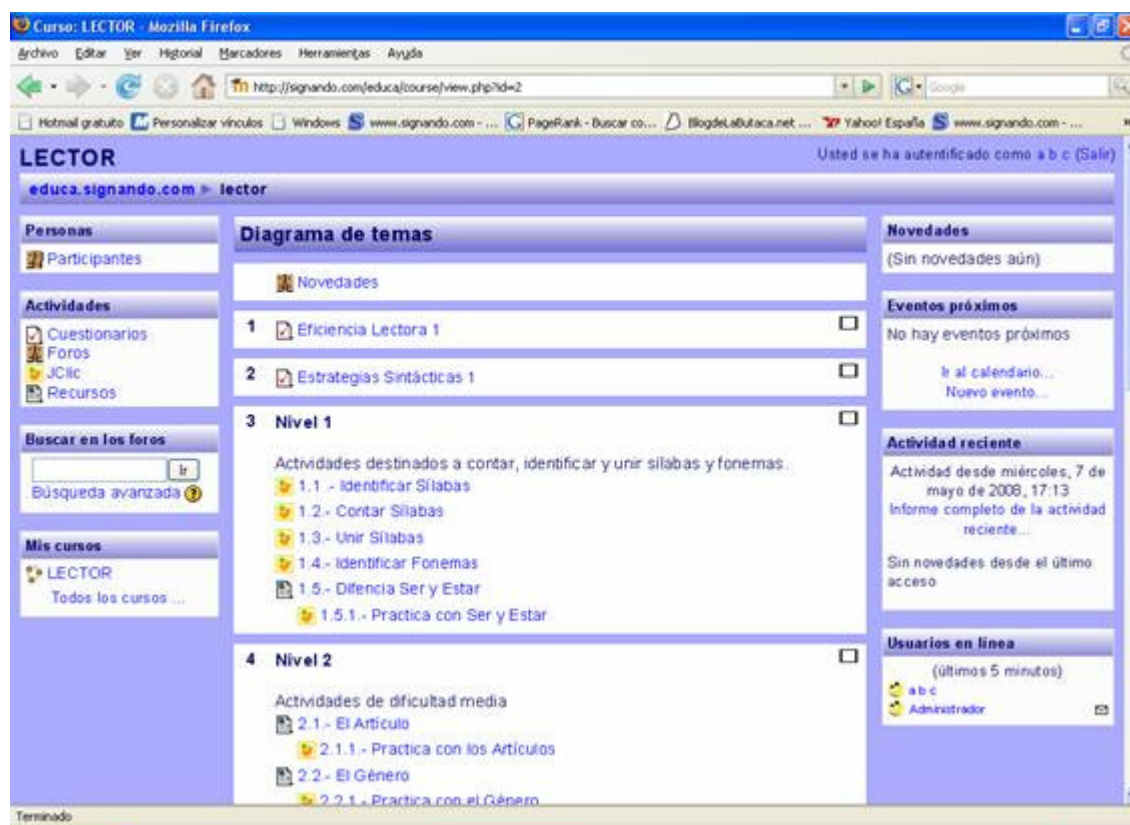 Curso: LECTOR - Mozilla Firefox
Archivo Editar Ver Historial Marcadores Herramientas Ayuda
http://signando.com/educa/course/view.php?id=2
Google
Hotmail gratuito Personalizar vínculos Windows www.signando.com - ... PageRank - Buscar co... BlogdeLaButaca.net ... Yahoo! España www.signando.com - ...
LECTOR
Usted se ha autentificado como a b c (Salir)
educa.signando.com ► lector
Personas
Participantes
Actividades
Cuestionarios
Foros
JClic
Recursos
Buscar en los foros
Ir
Búsqueda avanzada
Mis cursos
LECTOR
Todos los cursos ...
Diagrama de temas
Novedades
1 Eficiencia Lectora 1
2 Estrategias Sintácticas 1
3 Nivel 1
Actividades destinados a contar, identificar y unir sílabas y fonemas.
1.1.- Identificar Sílabas
1.2.- Contar Sílabas
1.3.- Unir Sílabas
1.4.- Identificar Fonemas
1.5.- Difencia Ser y Estar
1.5.1.- Practica con Ser y Estar
4 Nivel 2
Actividades de dificultad media
2.1.- El Artículo
2.1.1.- Practica con los Artículos
2.2.- El Género
2.2.1.- Practica con el Género
Novedades
(Sin novedades aún)
Eventos próximos
No hay eventos próximos
Ir al calendario...
Nuevo evento...
Actividad reciente
Actividad desde miércoles, 7 de
mayo de 2008, 17:13
Informe completo de la actividad
reciente...
Sin novedades desde el último
acceso
Usuarios en línea
(últimos 5 minutos)
a b c
Administrador
Terminado